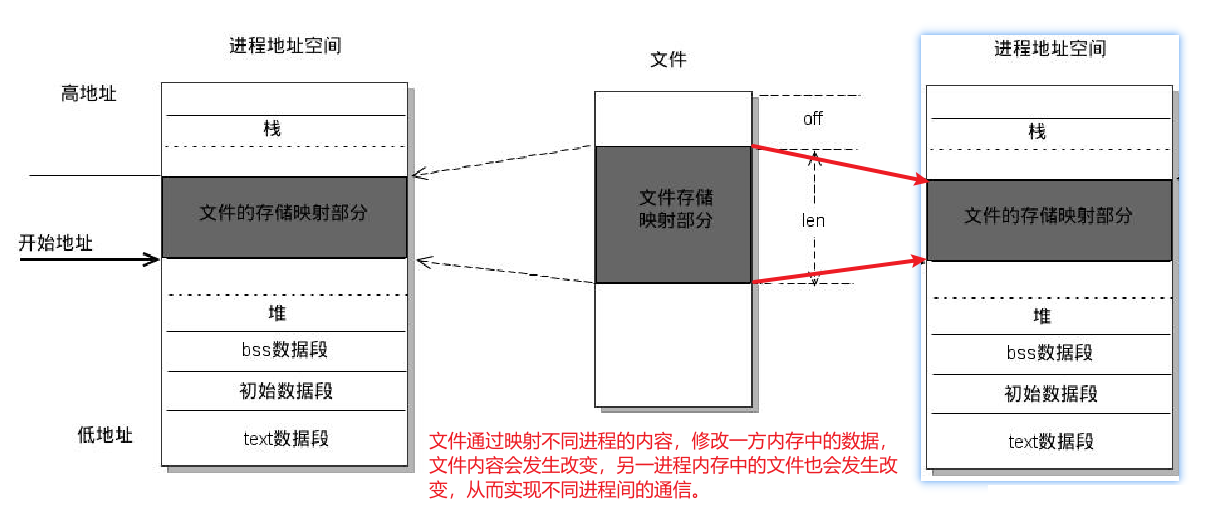 进程地址空间
高地址
栈
文件的存储映射部分
开始地址
堆
bss数据段
初始数据段
低地址
text数据段
文件
off
文件存储
映射部分
len
进程地址空间
栈
文件的存储映射部分
堆
bss数据段
初始数据段
text数据段
文件通过映射不同进程的内容，修改一方内存中的数据，
文件内容会发生改变，另一进程内存中的文件也会发生改
变，从而实现不同进程间的通信。